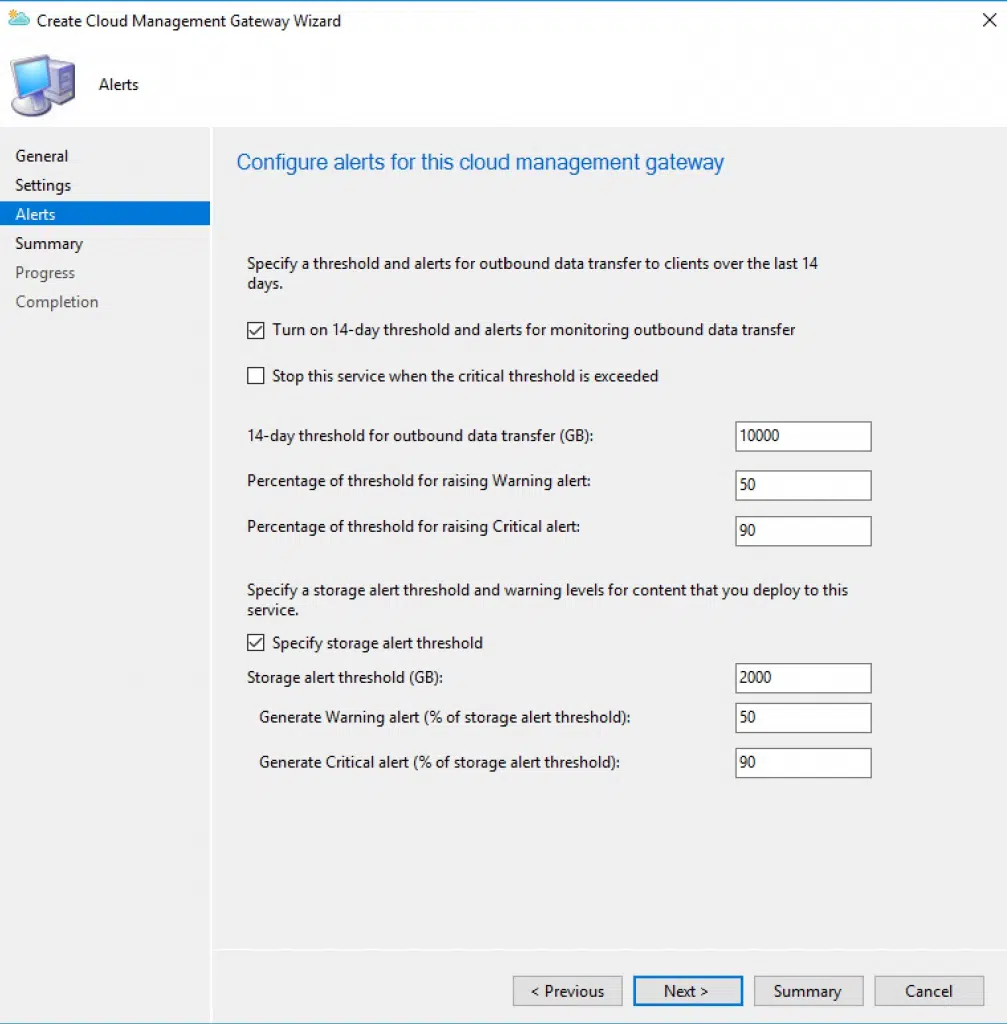 Create Cloud Management Gateway Wizard
Alerts
General
Settings
Alerts
Summary
Progress
Completion
Configure alerts for this cloud management gateway
Specify a threshold and alerts for outbound data transfer to clients over the last 14
days.
Turn on 14-day threshold and alerts for monitoring outbound data transfer
Stop this service when the critical threshold is exceeded
14-day threshold for outbound data transfer (GB): 10000
Percentage of threshold for raising Warning alert: 50
Percentage of threshold for raising Critical alert: 90
Specify a storage alert threshold and warning levels for content that you deploy to this
service.
Specify storage alert threshold
Storage alert threshold (GB): 2000
Generate Warning alert (% of storage alert threshold): 50
Generate Critical alert (% of storage alert threshold): 90
< Previous Next > Summary Cancel